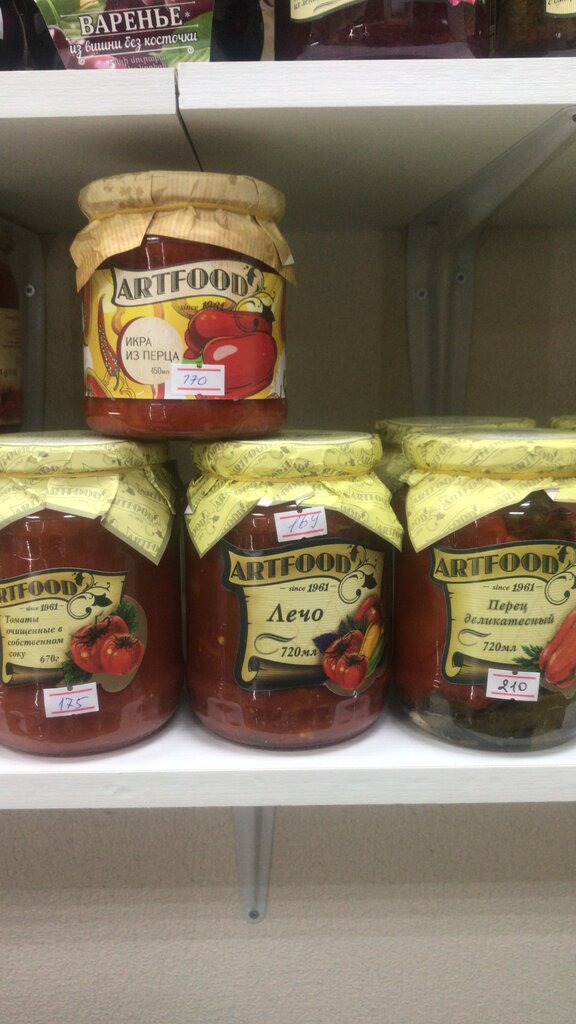 ВАРЕНЬЕ
из вишни без косточки
ARTFOOD
since 1961
ИКРА
ИЗ ПЕРЦА
450мл
170
ARTFOOD
since 1961
Томаты
очищенные в
собственном
соку 670г
175
169
ARTFOOD
since 1961
Лечо
720мл
ARTFOOD
since 1961
Перец
деликатесный
720мл
210